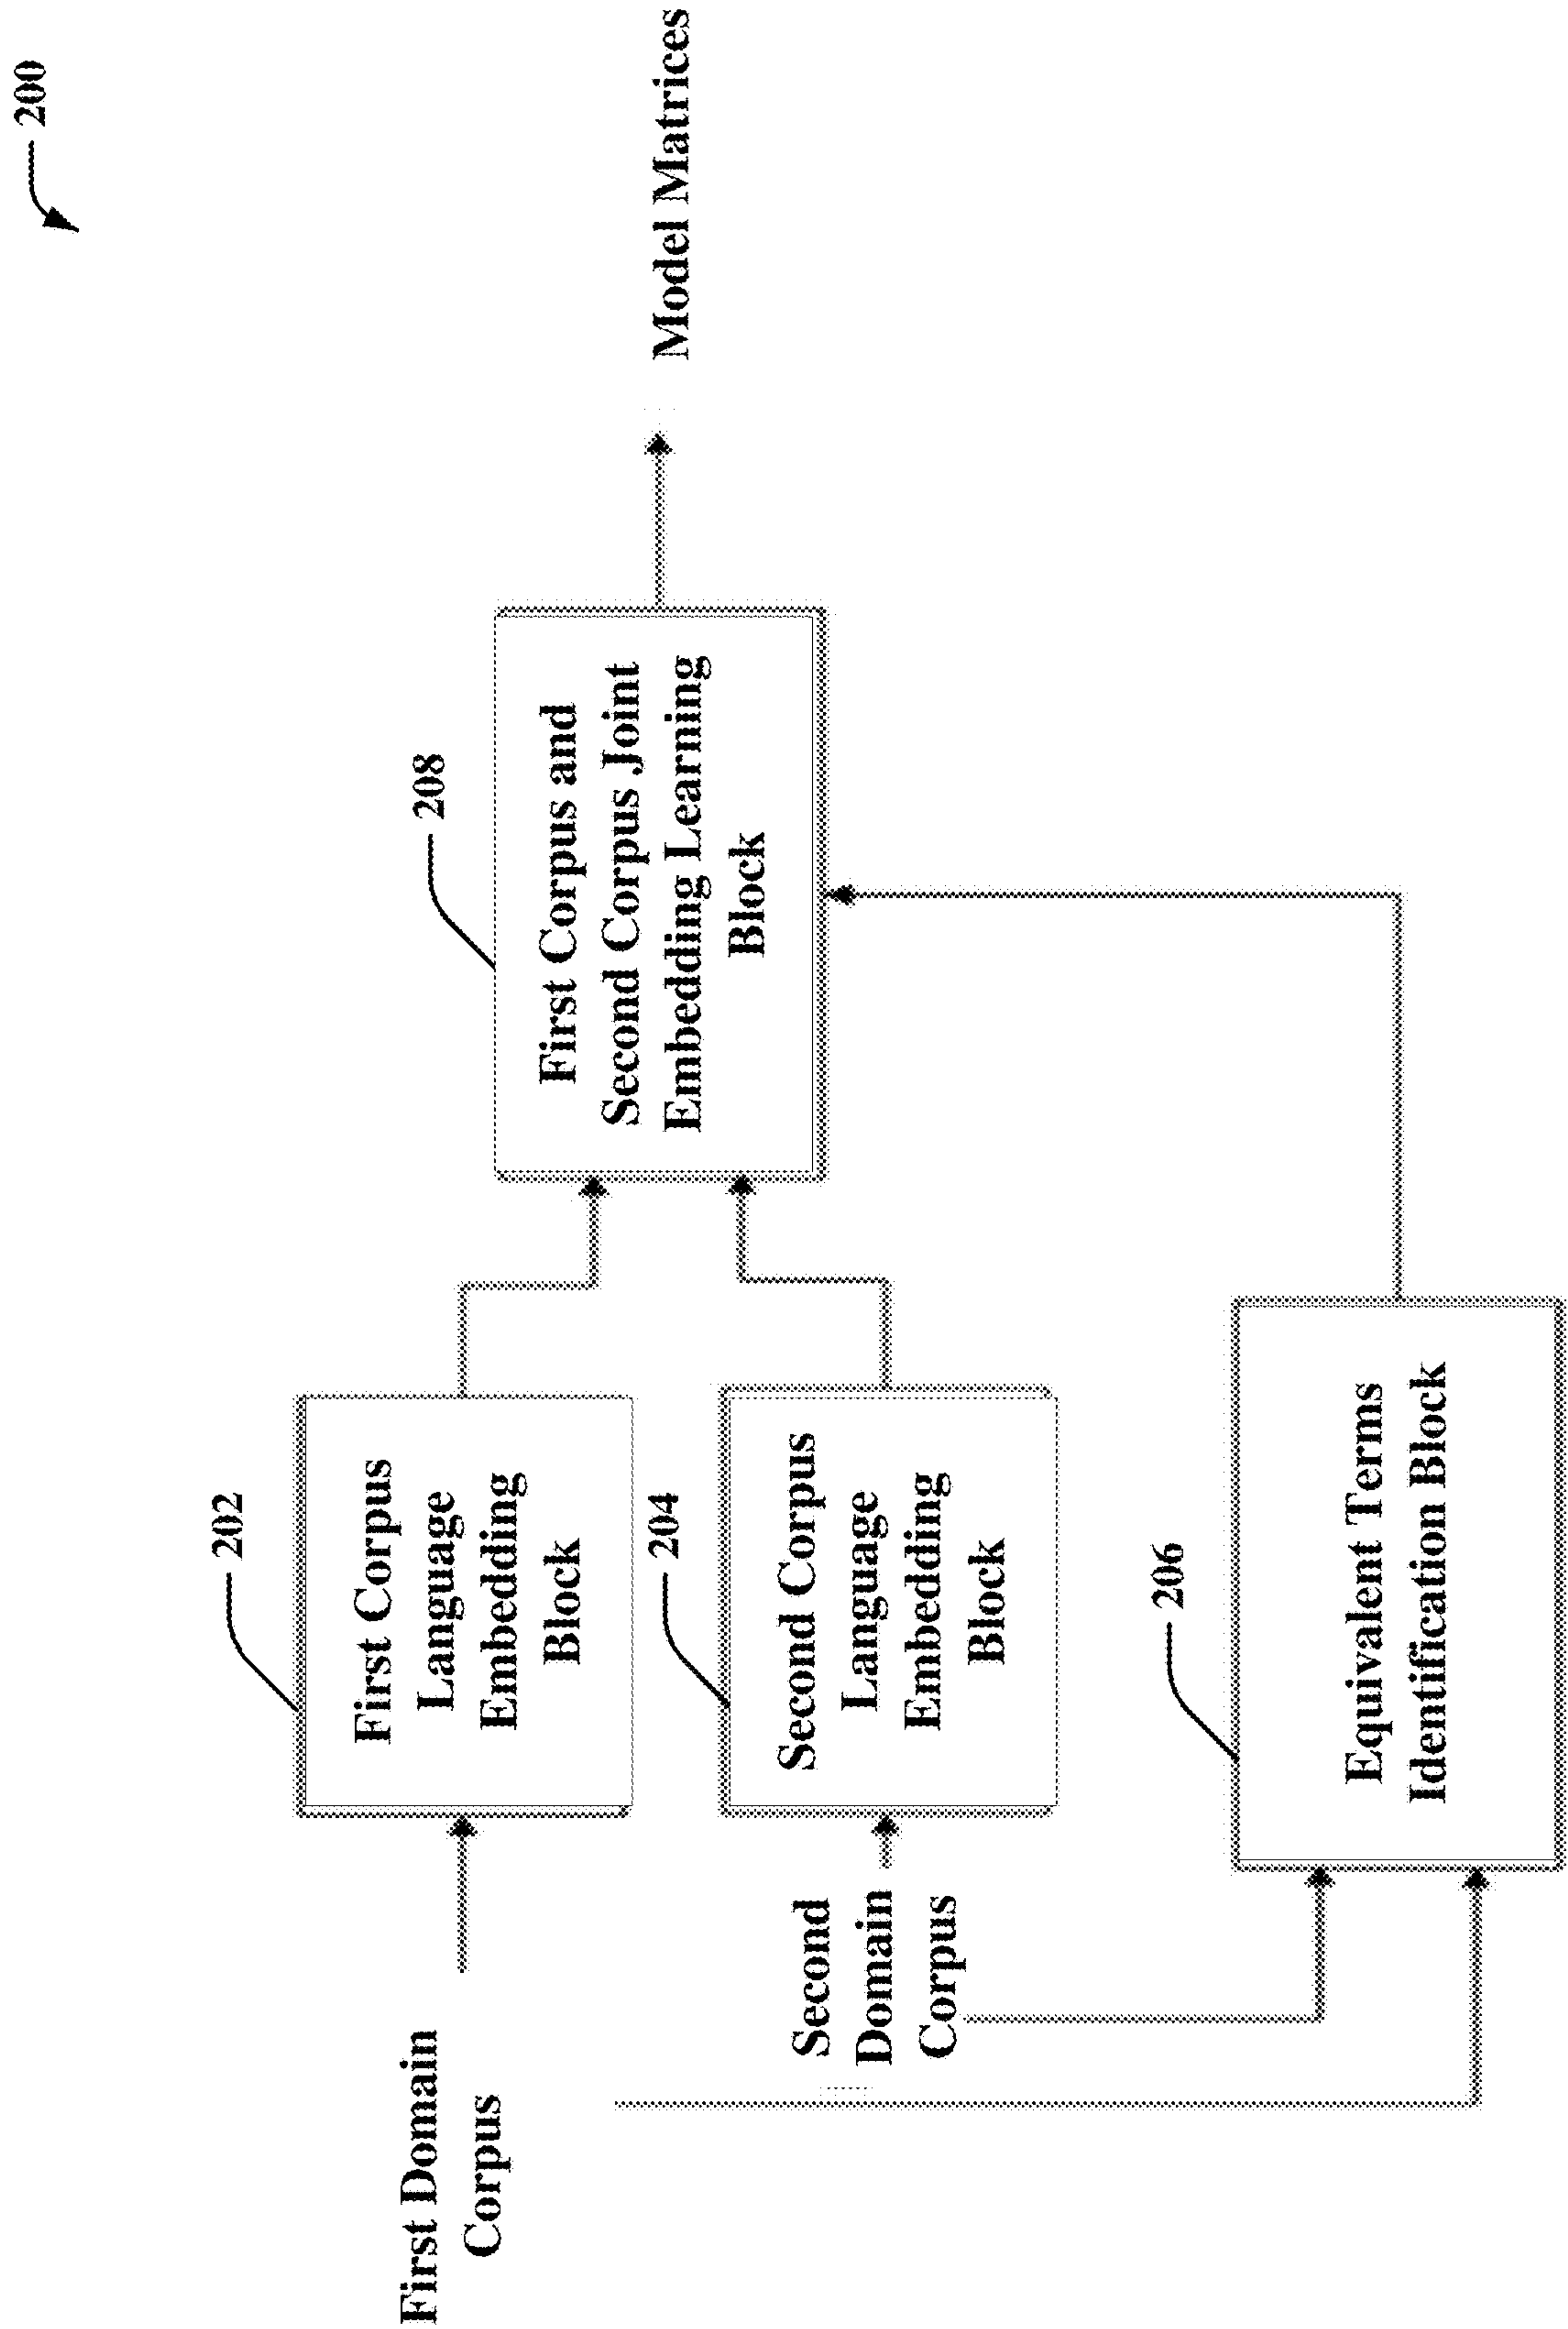 200
202
First Corpus
Language
Embedding
Block
First Domain
Corpus
208
First Corpus and
Second Corpus Joint
Embedding Learning
Block
Model Matrices
204
Second Corpus
Language
Embedding
Block
Second
Domain
Corpus
206
Equivalent Terms
Identification Block